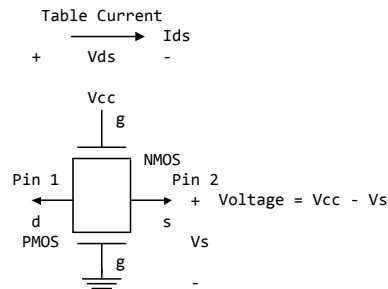 Table Current
Ids
+ Vds -
Vcc
g
NMOS
Pin 1 Pin 2
+ Voltage = Vcc - Vs
d s
PMOS Vs
g
-